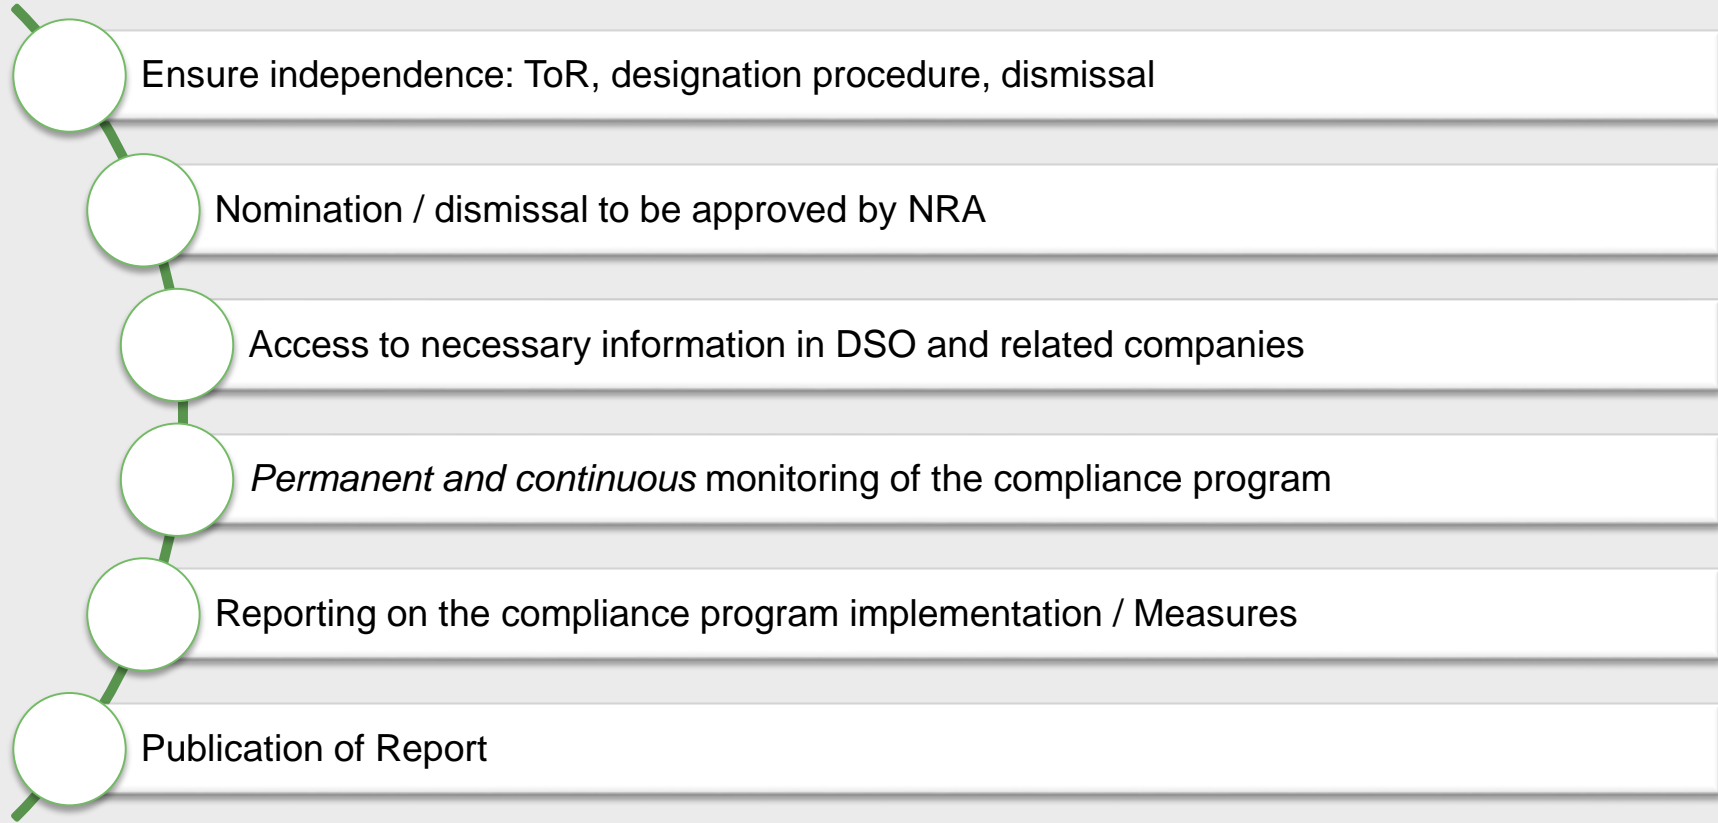 Ensure independence: ToR, designation procedure, dismissal
Nomination / dismissal to be approved by NRA
Access to necessary information in DSO and related companies
Permanent and continuous monitoring of the compliance program
Reporting on the compliance program implementation / Measures
Publication of Report